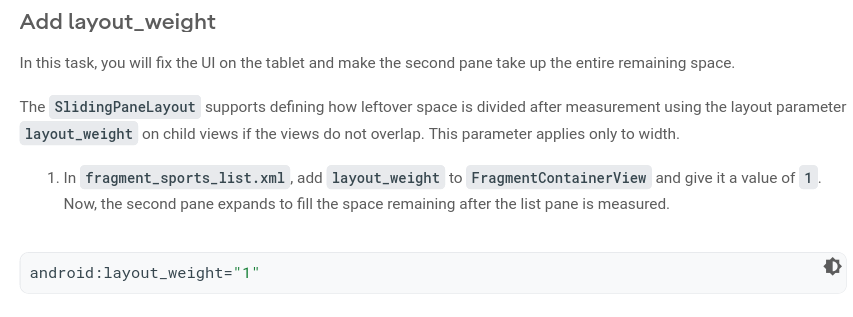 Add layout_weight
In this task, you will fix the UI on the tablet and make the second pane take up the entire remaining space.
The SlidingPaneLayout supports defining how leftover space is divided after measurement using the layout parameter
layout_weight on child views if the views do not overlap. This parameter applies only to width.
1. In fragment_sports_list.xml, add layout_weight to FragmentContainerView and give it a value of 1.
Now, the second pane expands to fill the space remaining after the list pane is measured.
android:layout_weight="1"